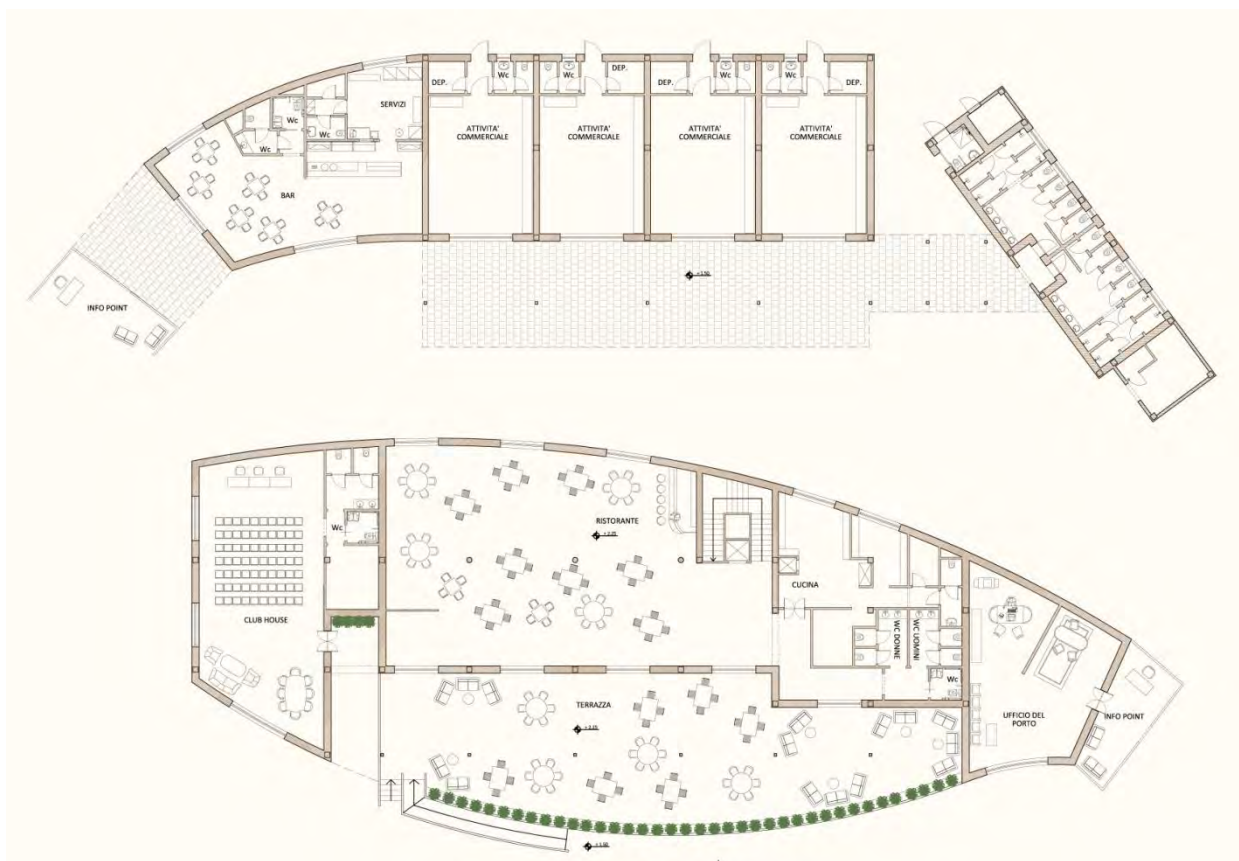 DEP.
Wc
Wc
DEP.
DEP.
Wc
Wc
DEP.
SERVIZI
Wc
Wc
Wc
ATTIVITA'
COMMERCIALE
ATTIVITA'
COMMERCIALE
ATTIVITA'
COMMERCIALE
ATTIVITA'
COMMERCIALE
BAR
INFO POINT
RISTORANTE
Wc
CUCINA
CLUB HOUSE
WC DONNE
WC UOMINI
Wc
TERRAZZA
UFFICIO DEL
PORTO
INFO POINT